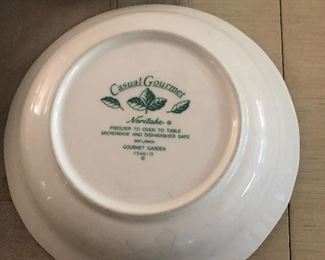 Casual Gourmet
Noritake ®
FREEZER TO OVEN TO TABLE
MICROWAVE AND DISHWASHER SAFE
SRI LANKA
GOURMET GARDEN